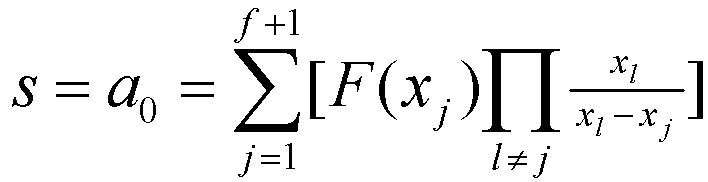 $s = a_0 = \sum_{j=1}^{f+1} [F(x_j) \prod_{l \neq j} \frac{x_l}{x_l - x_j}]$